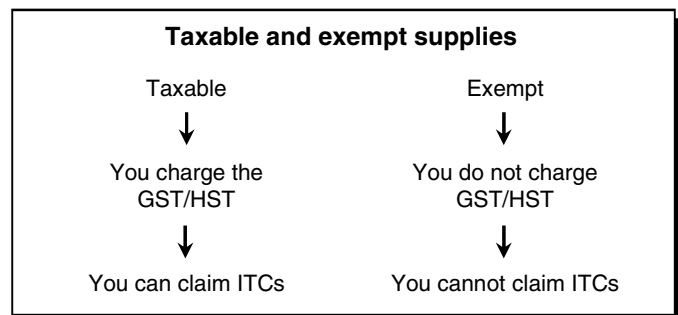 Taxable and exempt supplies
Taxable
Exempt
You charge the
GST/HST
You do not charge
GST/HST
You can claim ITCs
You cannot claim ITCs